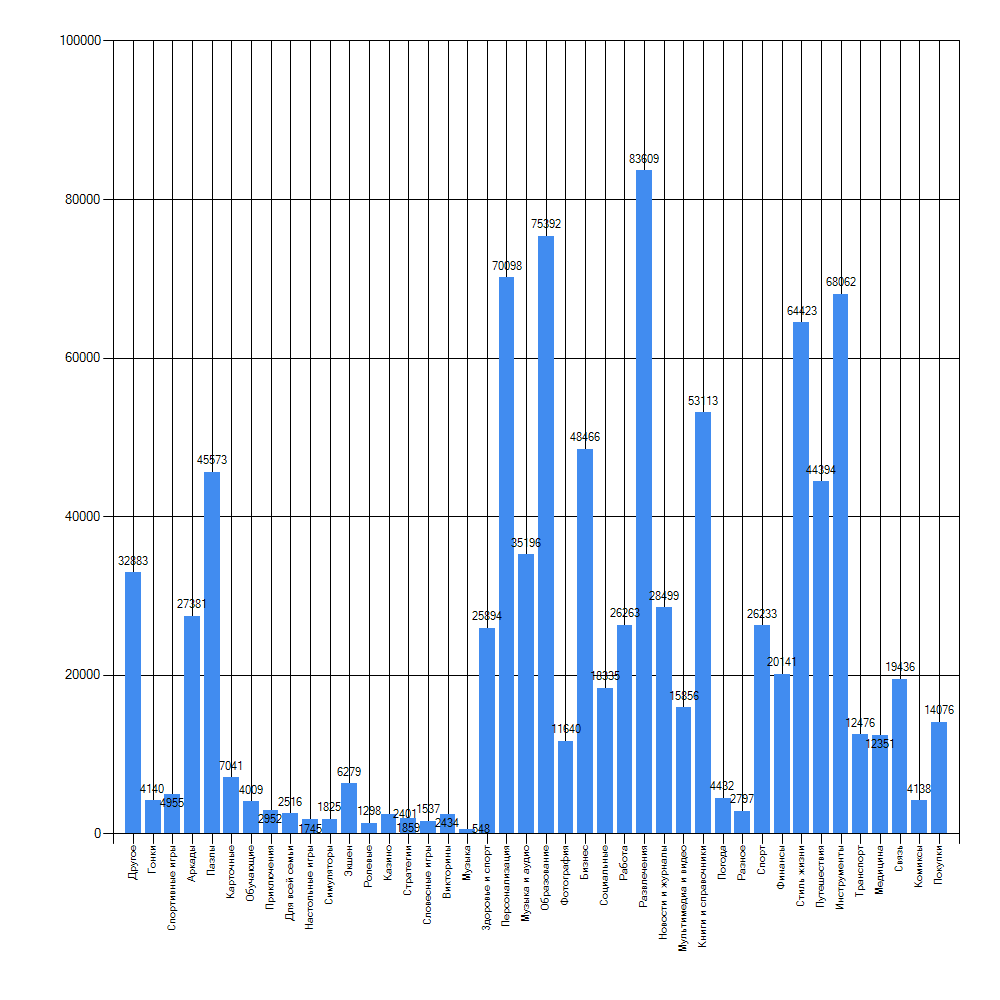 100000
80000
60000
40000
20000
0
32883
4140
4955
27381
45573
7041
4009
2952
2516
1745
1825
6279
1298
2401
1859
1537
2434
548
25894
70098
35196
75392
11640
48466
18335
26263
83609
28499
15856
53113
4432
2797
26233
20141
64423
44394
68062
12476
12351
19436
4138
14076
Другое
Гонки
Спортивные игры
Аркады
Пазлы
Карточные
Обучающие
Приключения
Для всей семьи
Настольные игры
Симуляторы
Экшен
Ролевые
Казино
Стратегии
Словесные игры
Викторины
Музыка
Здоровье и спорт
Персонализация
Музыка и аудио
Образование
Фотография
Бизнес
Социальные
Работа
Развлечения
Новости и журналы
Мультимедиа и видео
Книги и справочники
Погода
Разное
Спорт
Финансы
Стиль жизни
Путешествия
Инструменты
Транспорт
Медицина
Связь
Комиксы
Покупки